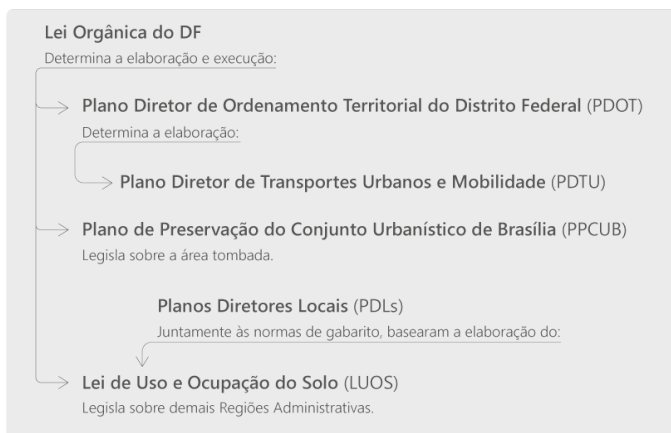 Lei Orgânica do DF
Determina a elaboração e execução:
Plano Diretor de Ordenamento Territorial do Distrito Federal (PDOT)
Determina a elaboração:
Plano Diretor de Transportes Urbanos e Mobilidade (PDTU)
Plano de Preservação do Conjunto Urbanístico de Brasília (PPCUB)
Legisla sobre a área tombada.
Planos Diretores Locais (PDLs)
Juntamente às normas de gabarito, basearam a elaboração do:
Lei de Uso e Ocupação do Solo (LUOS)
Legisla sobre demais Regiões Administrativas.